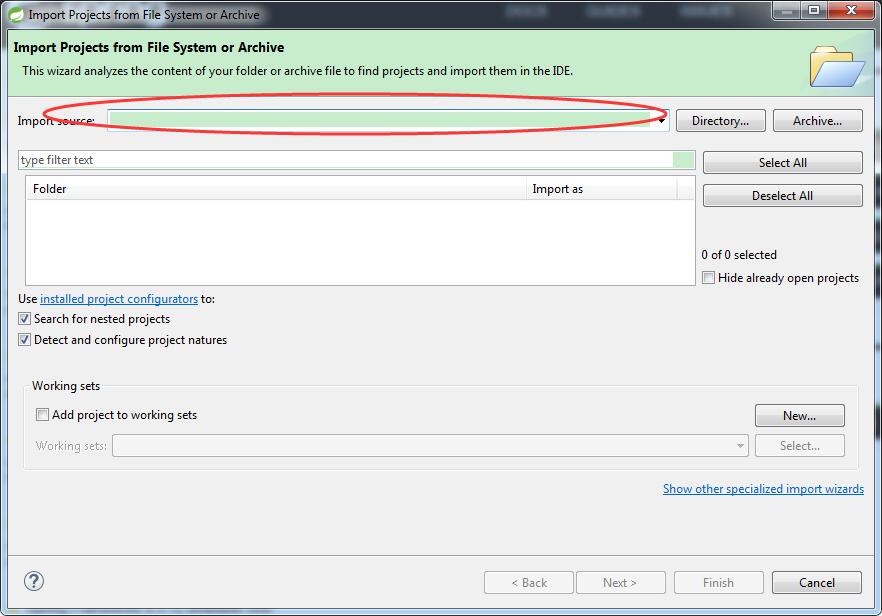 Import Projects from File System or Archive
Import Projects from File System or Archive
This wizard analyzes the content of your folder or archive file to find projects and import them in the IDE.
Import source: Directory... Archive...
type filter text Select All
Folder Import as
Deselect All
0 of 0 selected
Hide already open projects
Use installed project configurators to:
Search for nested projects
Detect and configure project natures
Working sets
Add project to working sets New...
Working sets: Select...
Show other specialized import wizards
? < Back Next > Finish Cancel